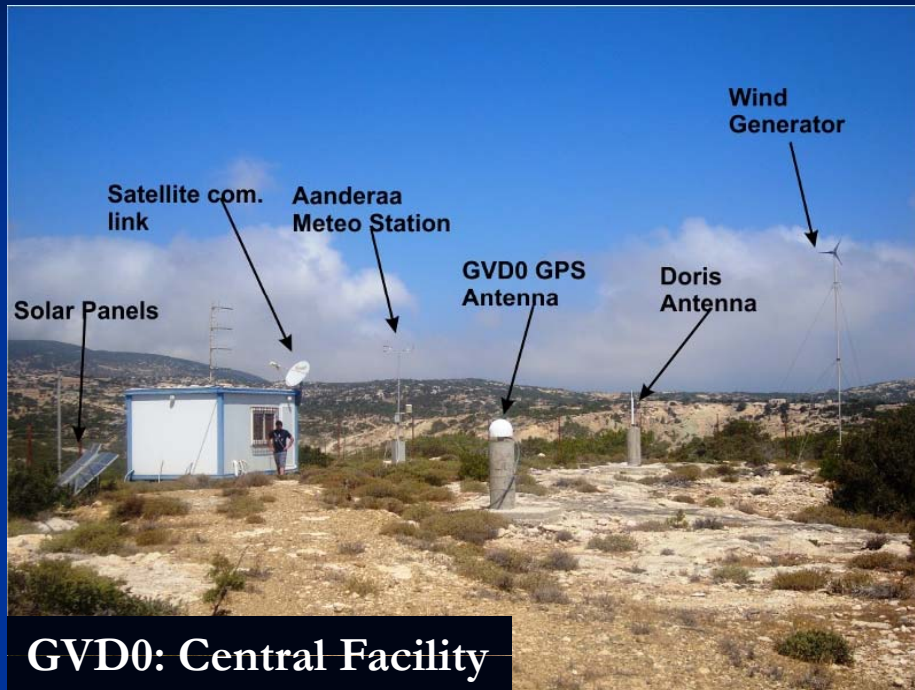 Wind
Generator
Satellite com.
link
Aanderaa
Meteo Station
GVD0 GPS
Antenna
Doris
Antenna
Solar Panels
GVD0: Central Facility